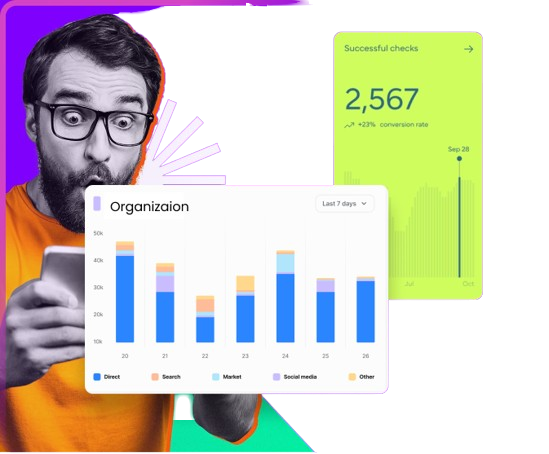 Successful checks
2,567
+23% conversion rate
Sep 28
Jul
Oct
Organizaion
Last 7 days
50k
40k
30k
20k
10k
20
21
22
23
24
25
26
Direct
Search
Market
Social media
Other